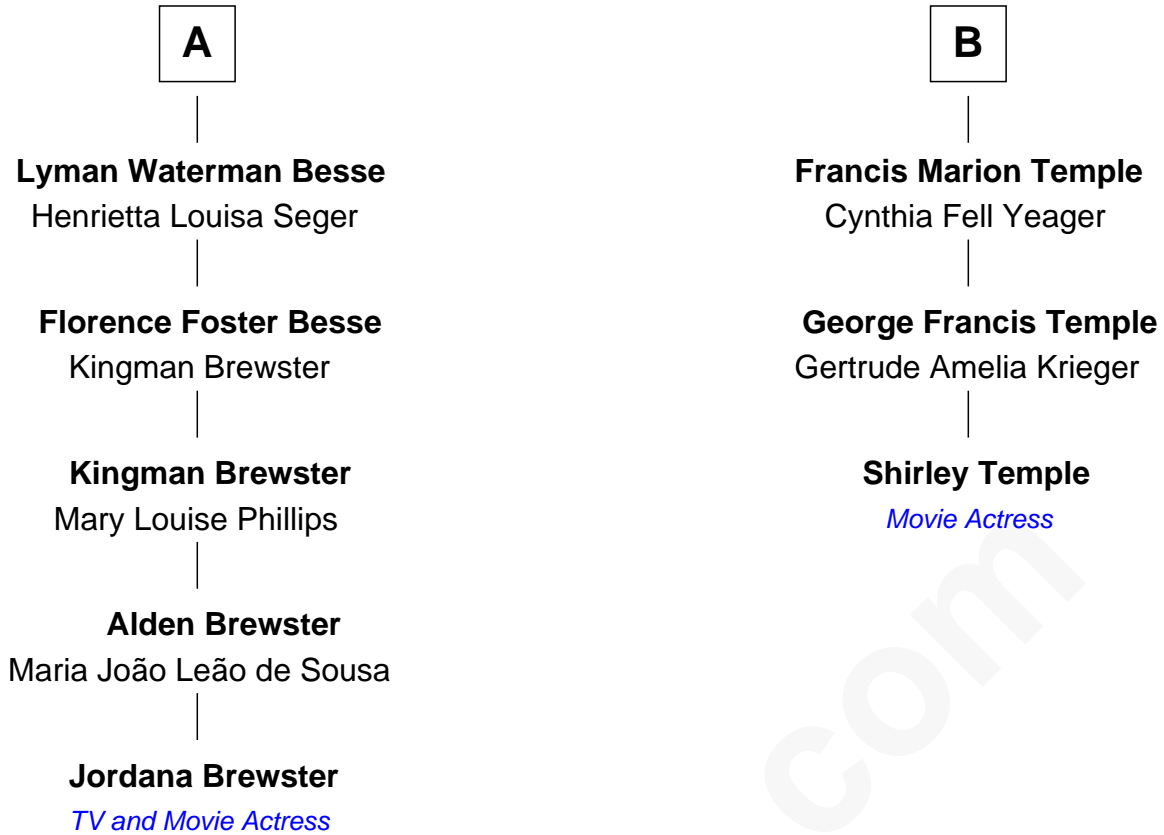 A
Lyman Waterman Besse
Henrietta Louisa Seger
Florence Foster Besse
Kingman Brewster
Kingman Brewster
Mary Louise Phillips
Alden Brewster
Maria João Leão de Sousa
Jordana Brewster
TV and Movie Actress
B
Francis Marion Temple
Cynthia Fell Yeager
George Francis Temple
Gertrude Amelia Krieger
Shirley Temple
Movie Actress
com